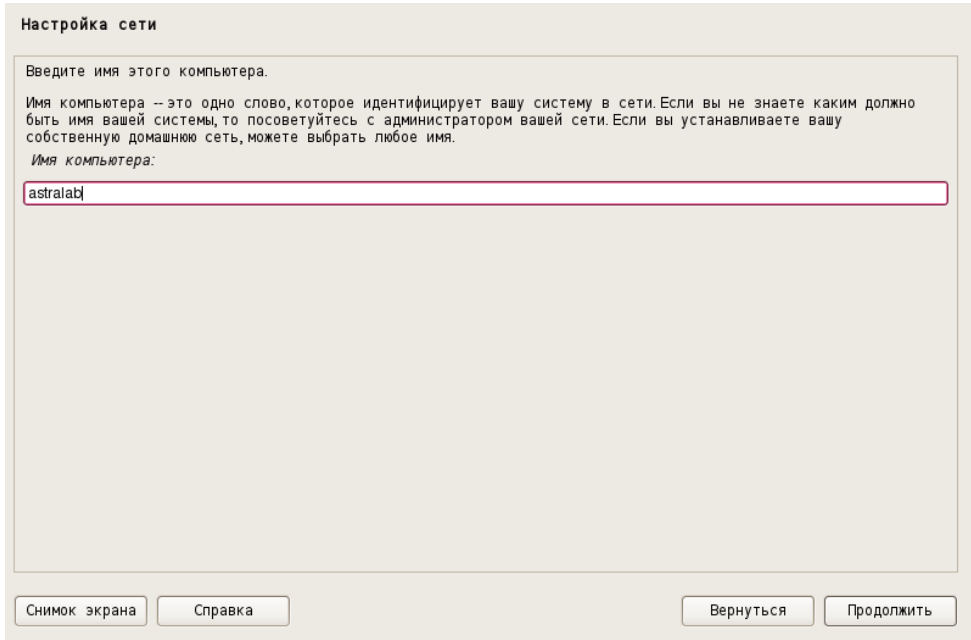 Настройка сети
Введите имя этого компьютера.
Имя компьютера -- это одно слово, которое идентифицирует вашу систему в сети. Если вы не знаете каким должно
быть имя вашей системы, то посоветуйтесь с администратором вашей сети. Если вы устанавливаете вашу
собственную домашнюю сеть, можете выбрать любое имя.
Имя компьютера:
astralab
Снимок экрана Справка Вернуться Продолжить